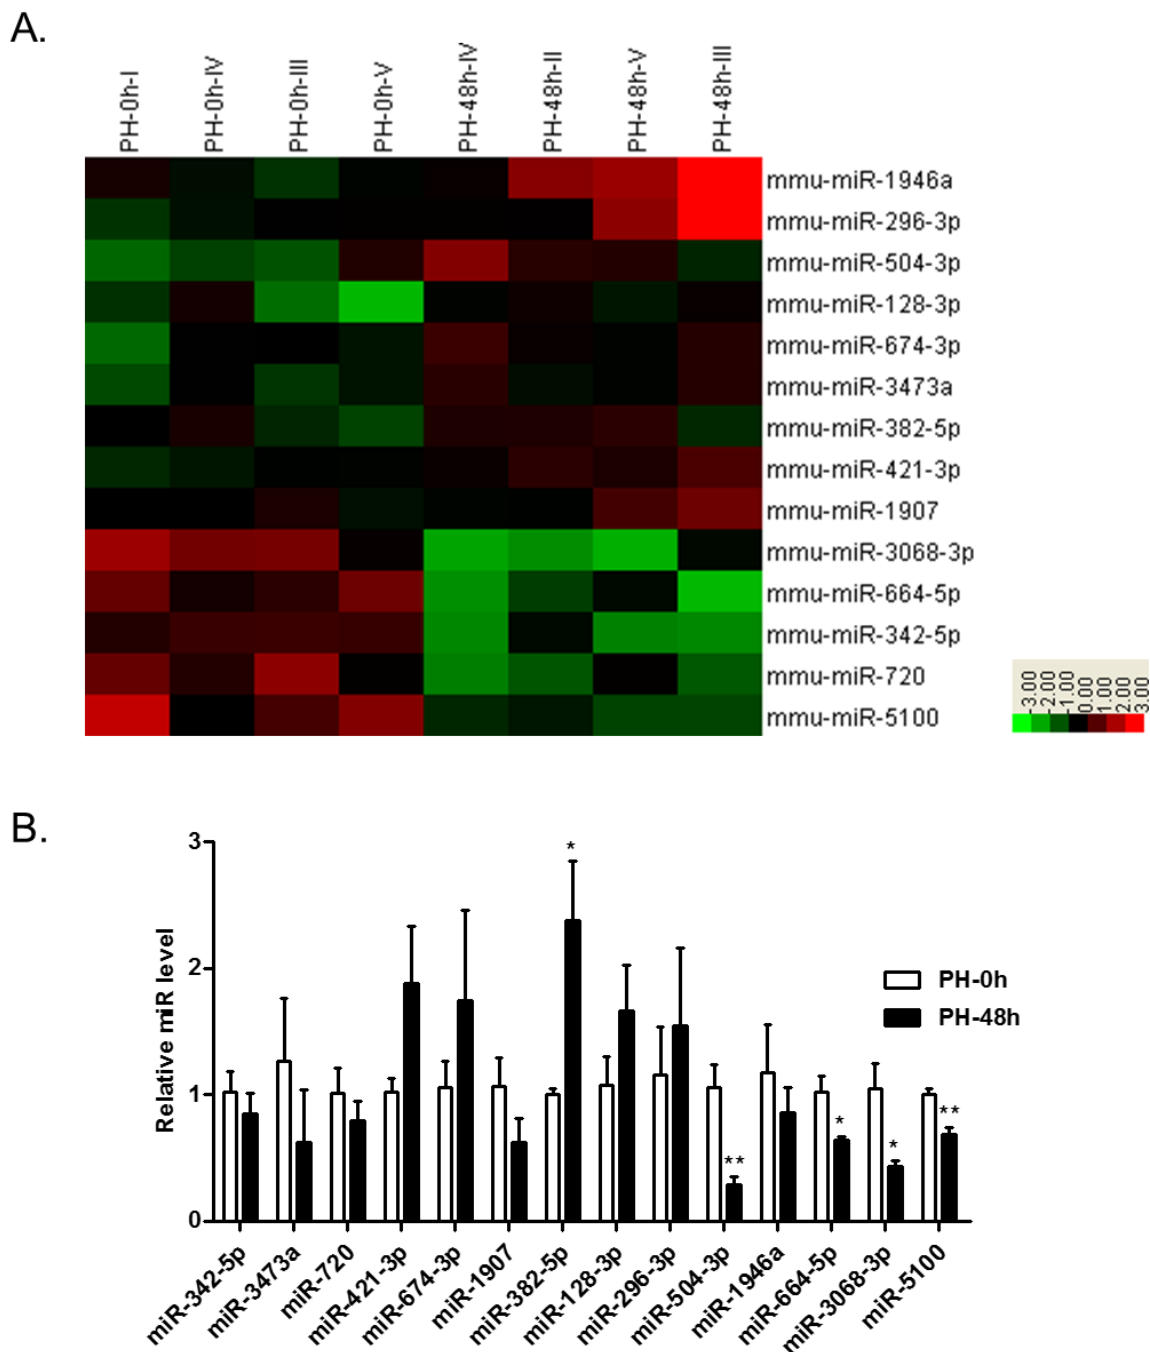 A.
PH-0h-I
PH-0h-IV
PH-0h-III
PH-0h-V
PH-48h-IV
PH-48h-II
PH-48h-V
PH-48h-III
mmu-miR-1946a
mmu-miR-296-3p
mmu-miR-504-3p
mmu-miR-128-3p
mmu-miR-674-3p
mmu-miR-3473a
mmu-miR-382-5p
mmu-miR-421-3p
mmu-miR-1907
mmu-miR-3068-3p
mmu-miR-664-5p
mmu-miR-342-5p
mmu-miR-720
mmu-miR-5100
-3.00
-2.00
-1.00
0.00
1.00
2.00
3.00
B.
Relative miR level
3
2
1
0
*
**
*
*
**
PH-0h
PH-48h
miR-342-5p
miR-3473a
miR-720
miR-421-3p
miR-674-3p
miR-1907
miR-382-5p
miR-128-3p
miR-296-3p
miR-504-3p
miR-1946a
miR-664-5p
miR-3068-3p
miR-5100